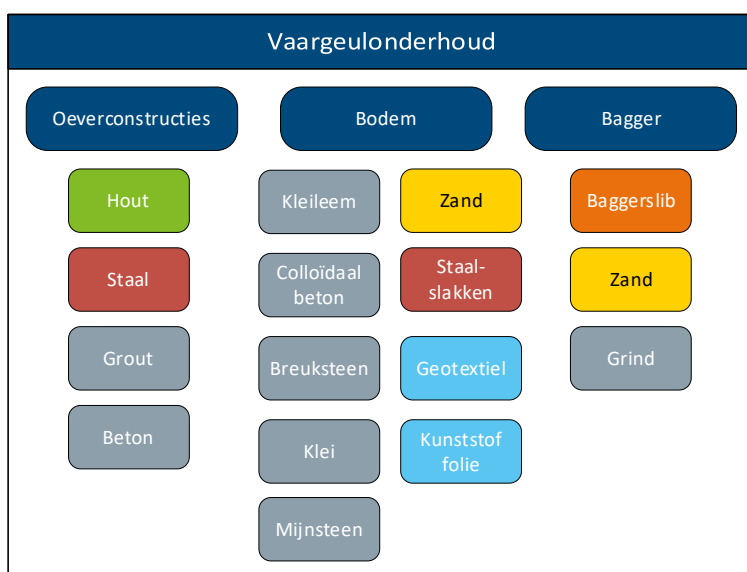 Vaargeulonderhoud
Oeverconstructies
Bodem
Bagger
Hout
Kleileem
Zand
Baggerslib
Staal
Colloïdaal
beton
Staal-
slakken
Zand
Grout
Breuksteen
Geotextiel
Grind
Beton
Klei
Kunststof
folie
Mijnsteen